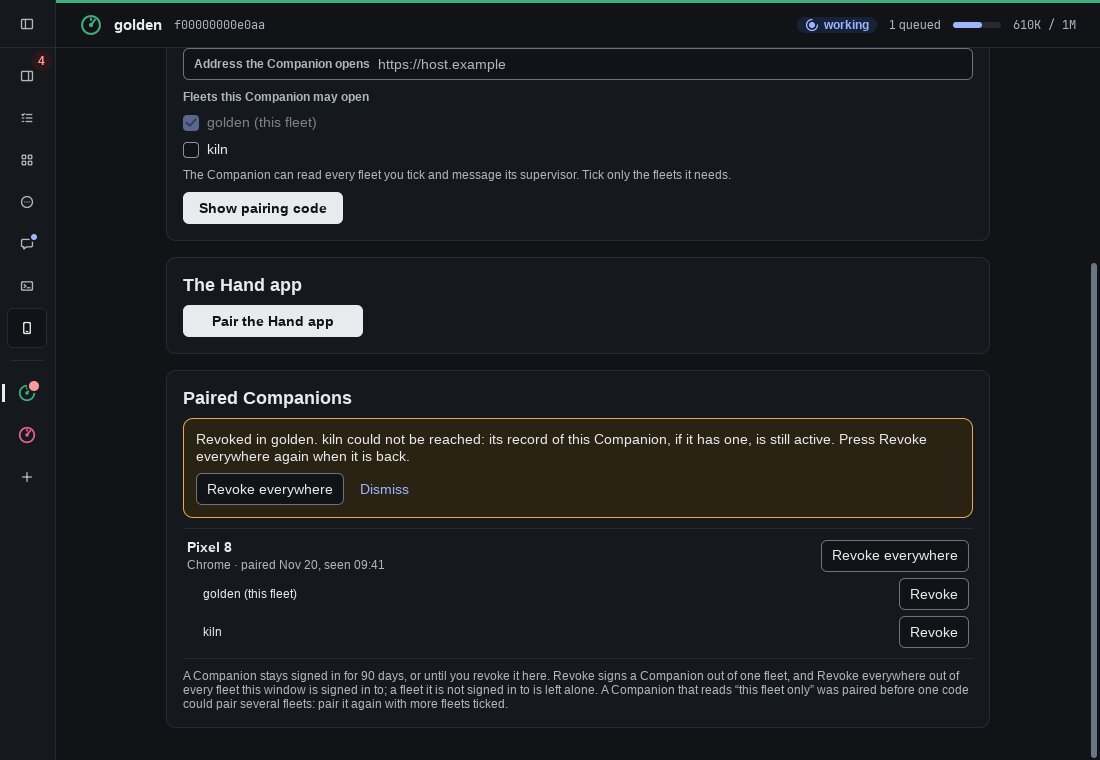 golden f00000000e0aa working 1 queued 610K / 1M
4
Address the Companion opens https://host.example
Fleets this Companion may open
golden (this fleet)
kiln
The Companion can read every fleet you tick and message its supervisor. Tick only the fleets it needs.
Show pairing code
The Hand app
Pair the Hand app
Paired Companions
Revoked in golden. kiln could not be reached: its record of this Companion, if it has one, is still active. Press Revoke
everywhere again when it is back.
Revoke everywhere Dismiss
Pixel 8
Revoke everywhere
Chrome · paired Nov 20, seen 09:41
golden (this fleet) Revoke
kiln Revoke
A Companion stays signed in for 90 days, or until you revoke it here. Revoke signs a Companion out of one fleet, and Revoke everywhere out of
every fleet this window is signed in to; a fleet it is not signed in to is left alone. A Companion that reads “this fleet only” was paired before one code
could pair several fleets: pair it again with more fleets ticked.